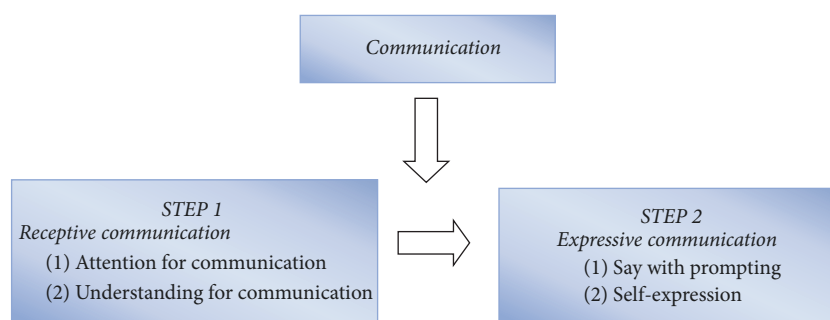 Communication
STEP 1
Receptive communication
(1) Attention for communication
(2) Understanding for communication
STEP 2
Expressive communication
(1) Say with prompting
(2) Self-expression